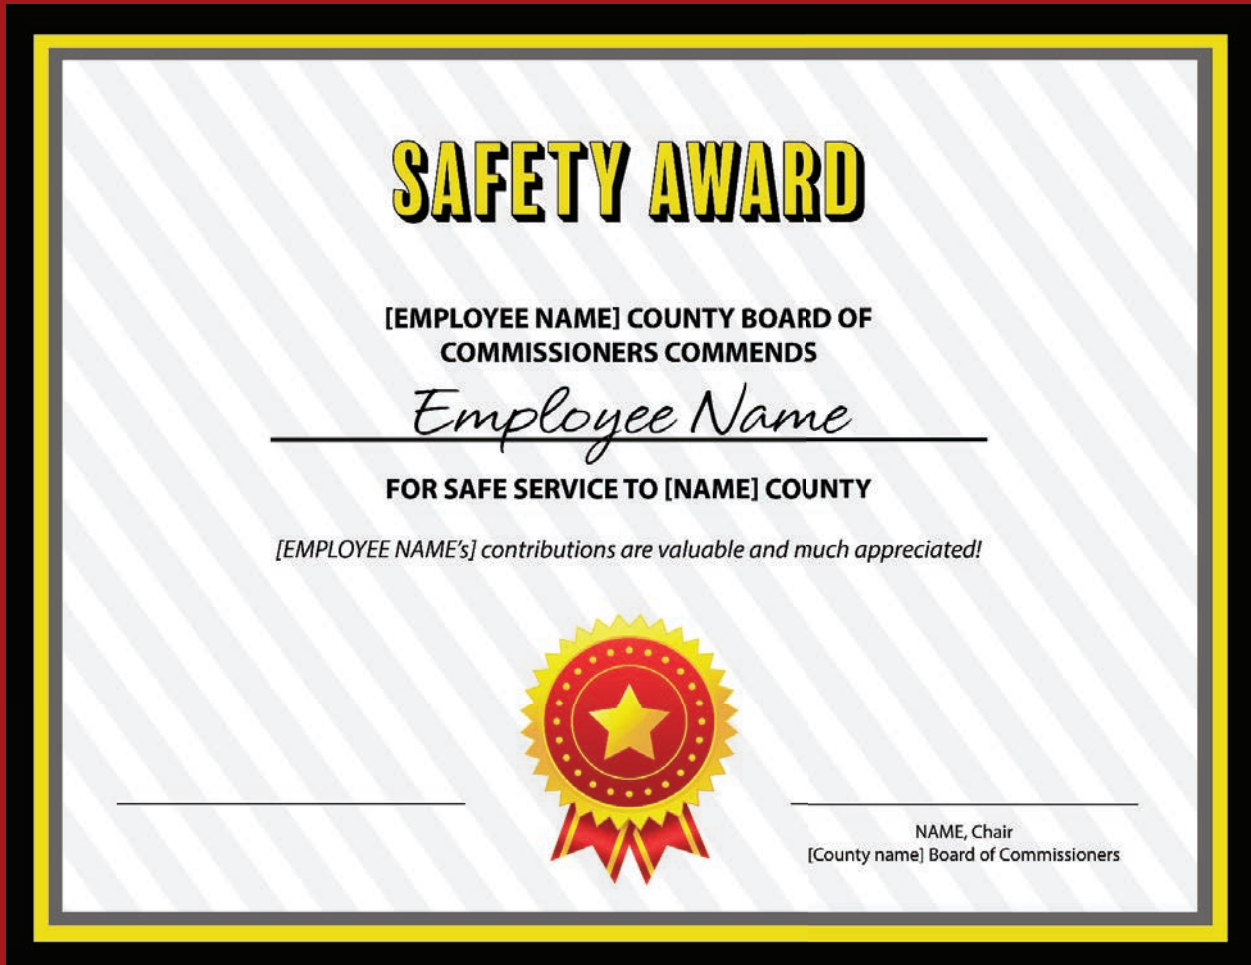 SAFETY AWARD
[EMPLOYEE NAME] COUNTY BOARD OF
COMMISSIONERS COMMENDS
Employee Name
FOR SAFE SERVICE TO [NAME] COUNTY
[EMPLOYEE NAME's] contributions are valuable and much appreciated!
NAME, Chair
[County name] Board of Commissioners